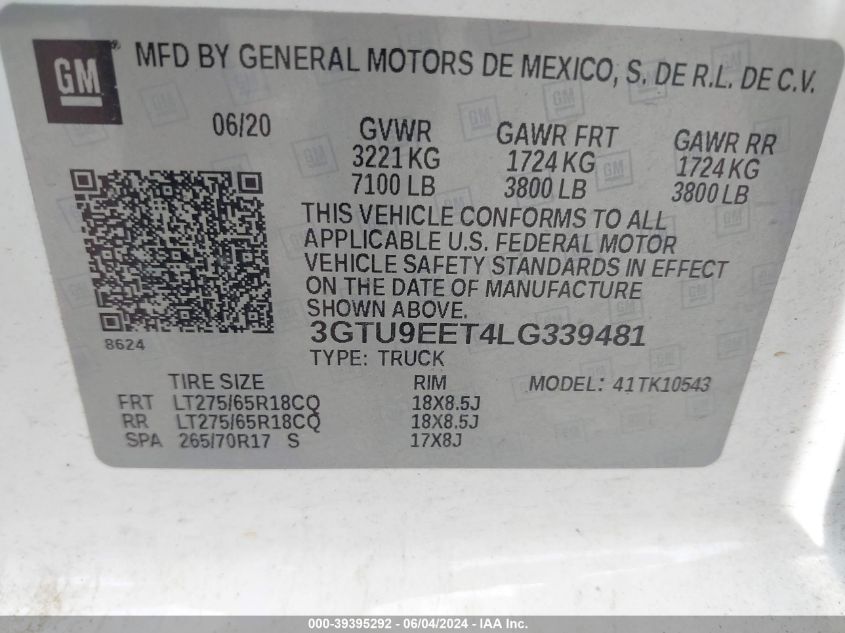 GM
MFD BY GENERAL MOTORS DE MEXICO, S. DE R.L. DE C.V.
06/20 GVWR GAWR FRT GAWR RR
3221 KG 1724 KG 1724 KG
7100 LB 3800 LB 3800 LB
THIS VEHICLE CONFORMS TO ALL
APPLICABLE U.S. FEDERAL MOTOR
VEHICLE SAFETY STANDARDS IN EFFECT
ON THE DATE OF MANUFACTURE
SHOWN ABOVE.
3GTU9EET4LG339481
8624
TYPE: TRUCK
TIRE SIZE RIM MODEL: 41TK10543
FRT LT275/65R18CQ 18X8.5J
RR LT275/65R18CQ 18X8.5J
SPA 265/70R17 S 17X8J
000-39395292 - 06/04/2024 - IAA Inc.